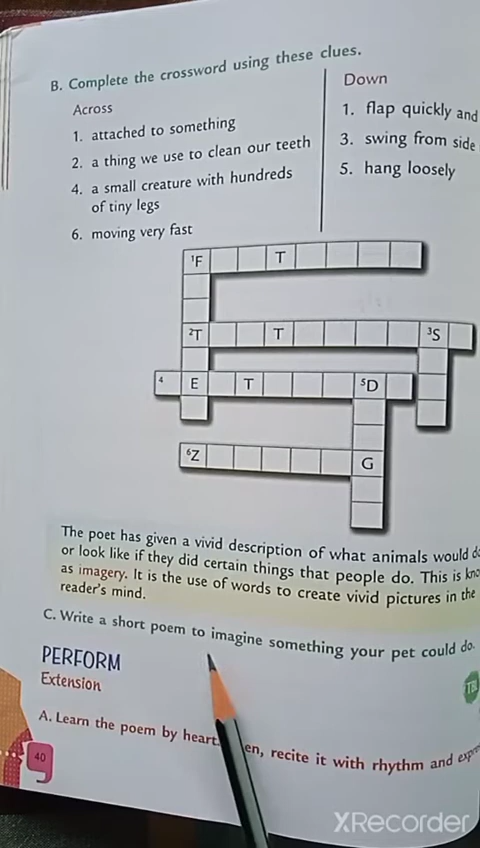 B. Complete the crossword using these clues.
Across
1. attached to something
2. a thing we use to clean our teeth
4. a small creature with hundreds
of tiny legs
6. moving very fast
Down
1. flap quickly and
3. swing from side
5. hang loosely
1F T
2T T 3S
4 E T 5D
6Z G
The poet has given a vivid description of what animals would
or look like if they did certain things that people do. This is
as imagery. It is the use of words to create vivid pictures in the
reader's mind.
C. Write a short poem to imagine something your pet could do.
PERFORM
Extension
A. Learn the poem by heart. en, recite it with rhythm and
40
XRecorder